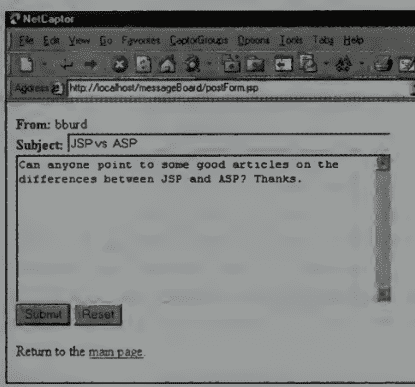 NetCaptor
File Edit View Go Favorites CaptorGroups Options Tools Tabs Help
Address http://localhost/messageBoard/postForm.jsp
From: bburd
Subject: JSP vs ASP
Can anyone point to some good articles on the
differences between JSP and ASP? Thanks.
Submit Reset
Return to the main page.